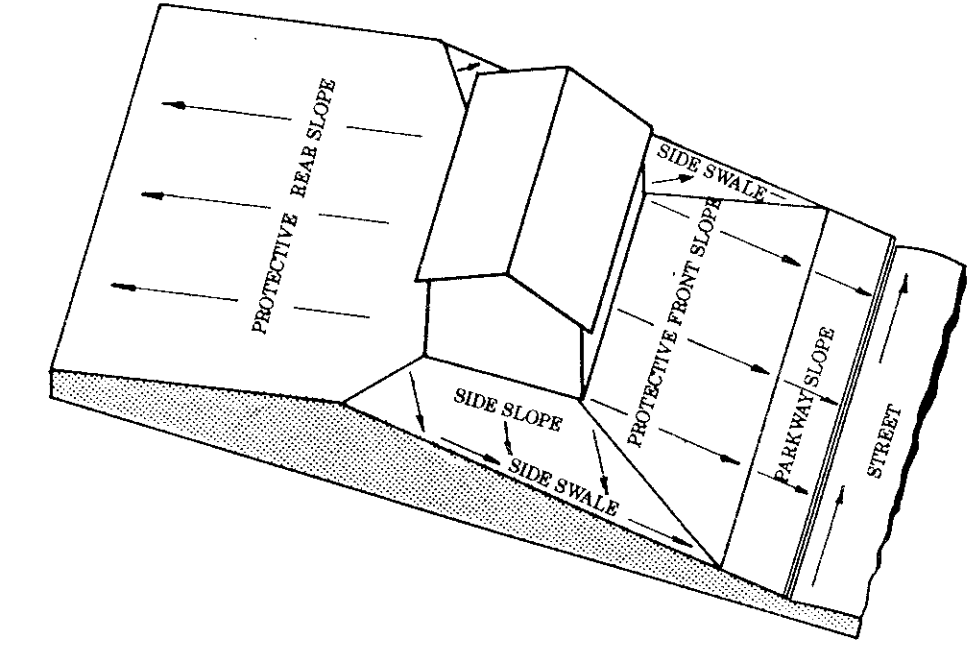 PROTECTIVE REAR SLOPE
SIDE SWALE
PROTECTIVE FRONT SLOPE
PARKWAY SLOPE
STREET
SIDE SLOPE
SIDE SWALE